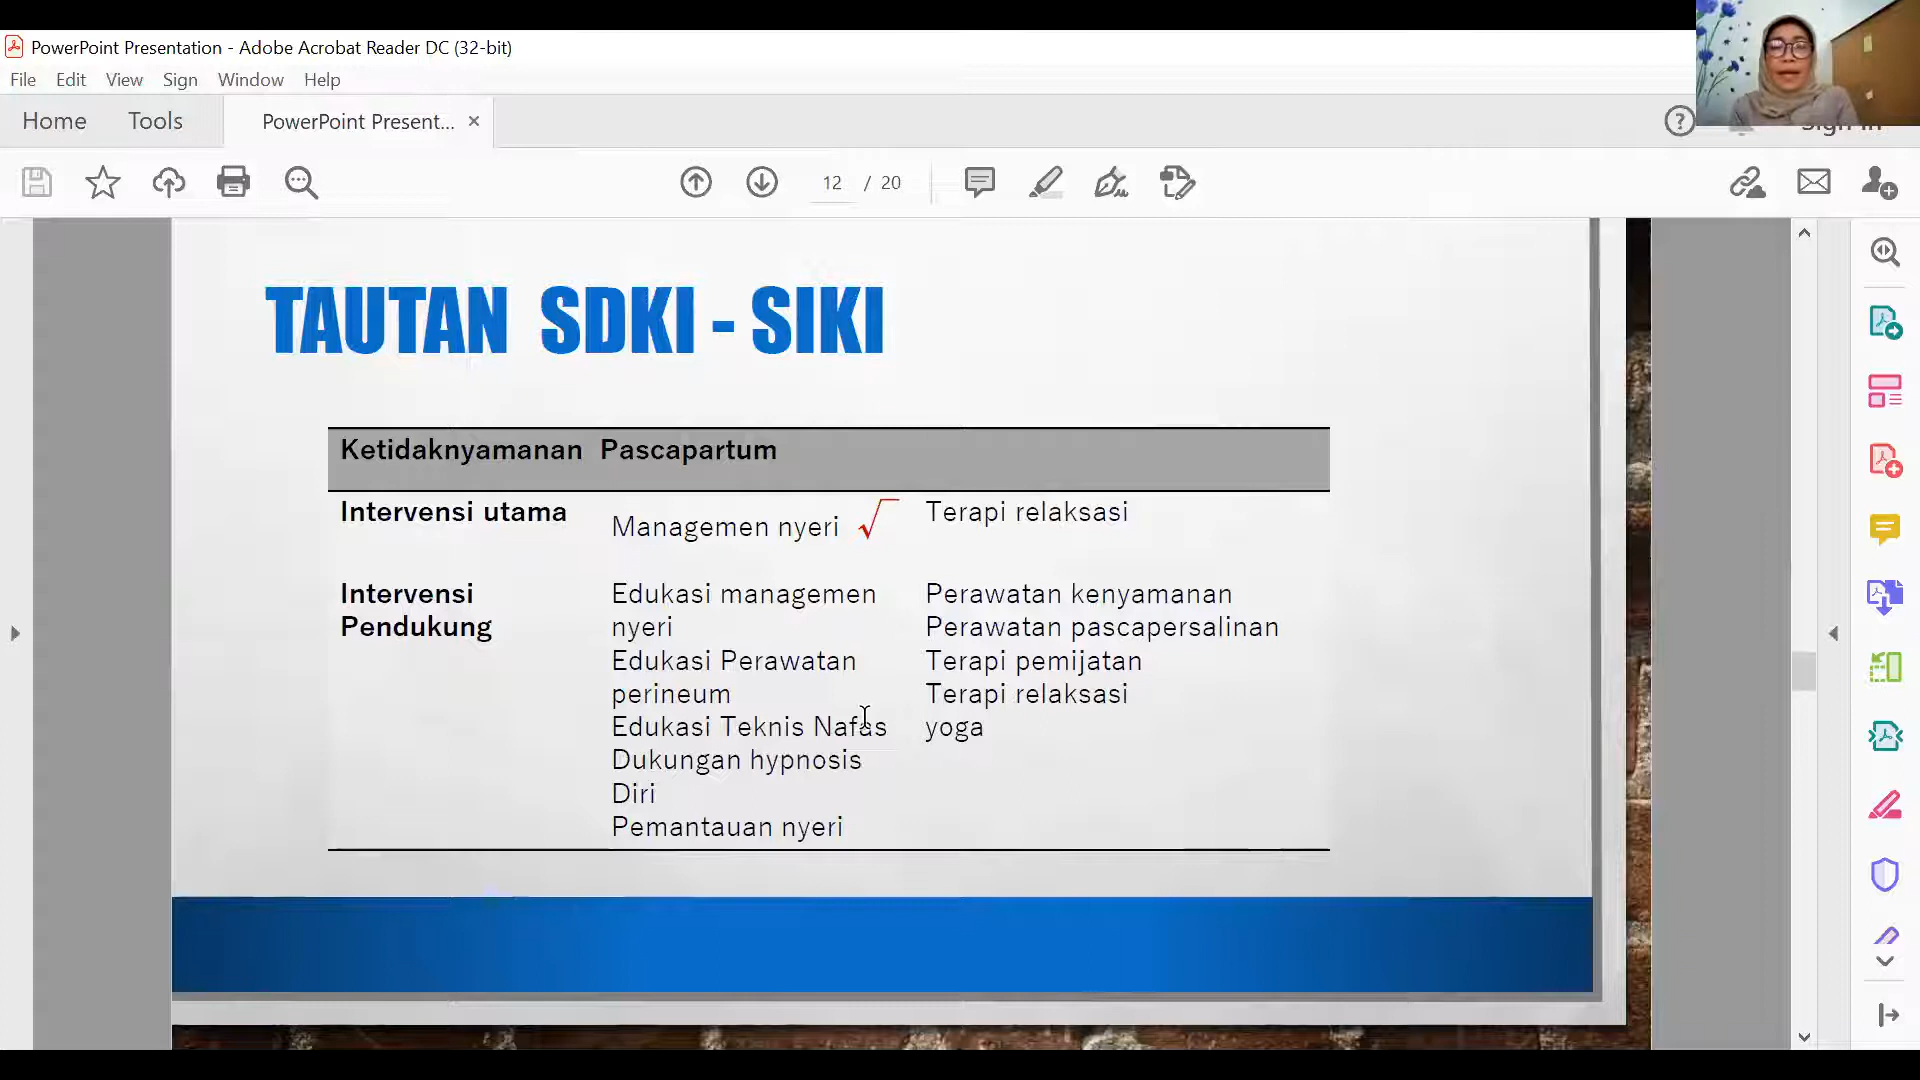 PowerPoint Presentation - Adobe Acrobat Reader DC (32-bit)
File Edit View Sign Window Help
Home Tools PowerPoint Present... ×
12 / 20
TAUTAN SDKI - SIKI
Ketidaknyamanan Pascapartum
Intervensi utama
Managemen nyeri √
Terapi relaksasi
Intervensi
Pendukung
Edukasi managemen
nyeri
Edukasi Perawatan
perineum
Edukasi Teknis Nafas
Dukungan hypnosis
Diri
Pemantauan nyeri
Perawatan kenyamanan
Perawatan pascapersalinan
Terapi pemijatan
Terapi relaksasi
yoga